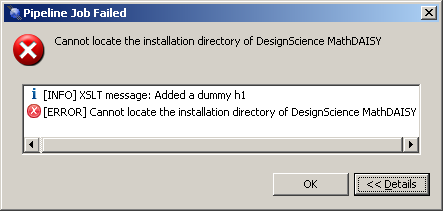 Pipeline Job Failed
Cannot locate the installation directory of DesignScience MathDAISY
[INFO] XSLT message: Added a dummy h1
[ERROR] Cannot locate the installation directory of DesignScience MathDAISY
OK
<< Details